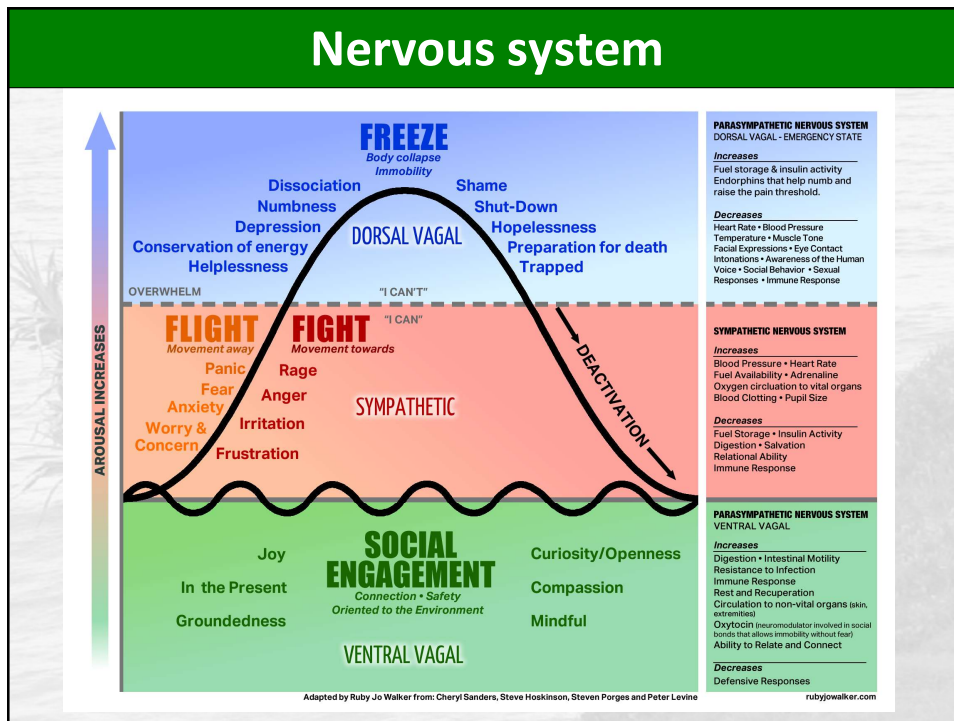 Nervous system
AROUSAL INCREASES
FREEZE
Body collapse
Immobility
Dissociation
Numbness
Depression
Conservation of energy
Helplessness
DORSAL VAGAL
Shame
Shut-Down
Hopelessness
Preparation for death
Trapped
OVERWHELM
"I CAN'T"
"I CAN"
FLIGHT
Movement away
Panic
Fear
Anxiety
Worry &
Concern
FIGHT
Movement towards
Rage
Anger
Irritation
Frustration
SYMPATHETIC
DEACTIVATION
SOCIAL
ENGAGEMENT
Connection • Safety
Oriented to the Environment
Joy
In the Present
Groundedness
Curiosity/Openness
Compassion
Mindful
VENTRAL VAGAL
PARASYMPATHETIC NERVOUS SYSTEM
DORSAL VAGAL - EMERGENCY STATE
Increases
Fuel storage & insulin activity
Endorphins that help numb and
raise the pain threshold.
Decreases
Heart Rate • Blood Pressure
Temperature • Muscle Tone
Facial Expressions • Eye Contact
Intonations • Awareness of the Human
Voice • Social Behavior • Sexual
Responses • Immune Response
SYMPATHETIC NERVOUS SYSTEM
Increases
Blood Pressure • Heart Rate
Fuel Availability • Adrenaline
Oxygen circluation to vital organs
Blood Clotting • Pupil Size
Decreases
Fuel Storage • Insulin Activity
Digestion • Salvation
Relational Ability
Immune Response
PARASYMPATHETIC NERVOUS SYSTEM
VENTRAL VAGAL
Increases
Digestion • Intestinal Motility
Resistance to Infection
Immune Response
Rest and Recuperation
Circulation to non-vital organs (skin,
extremities)
Oxytocin (neuromodulator involved in social
bonds that allows immobility without fear)
Ability to Relate and Connect
Decreases
Defensive Responses
Adapted by Ruby Jo Walker from: Cheryl Sanders, Steve Hoskinson, Steven Porges and Peter Levine
rubyjowalker.com